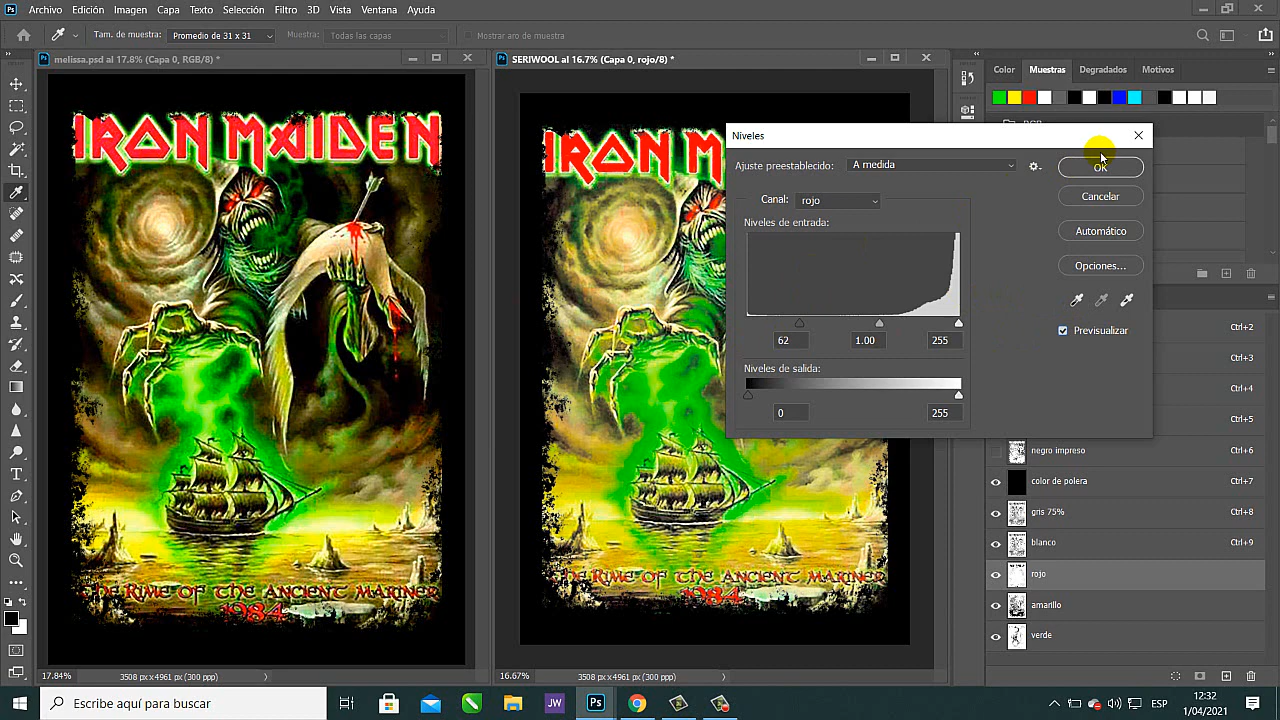 Archivo Edición Imagen Capa Texto Selección Filtro 3D Vista Ventana Ayuda
Tam. de muestra: Promedio de 31 x 31 Muestra: Todas las capas Mostrar aro de muestra
melissa.psd al 17.8% (Capa 0, RGB/8) *
SERIWOOL al 16.7% (Capa 0, rojo/8) *
Color Muestras Degradados Motivos
IRON MAIDEN
IRON M
Niveles
Ajuste preestablecido: A medida
OK
Canal: rojo
Cancelar
Niveles de entrada:
Automático
Opciones...
Previsualizar
62 1.00 255
Niveles de salida:
0 255
Ctrl+2
Ctrl+3
Ctrl+4
Ctrl+5
negro impreso Ctrl+6
color de polera Ctrl+7
gris 75% Ctrl+8
blanco Ctrl+9
rojo
amarillo
verde
THE RIME OF THE ANCIENT MARINER
1984
THE RIME OF THE ANCIENT MARINER
1984
17.84% 3508 px x 4961 px (300 ppp)
16.67% 3508 px x 4961 px (300 ppp)
Escribe aquí para buscar
JW
Ps
ESP
12:32
1/04/2021